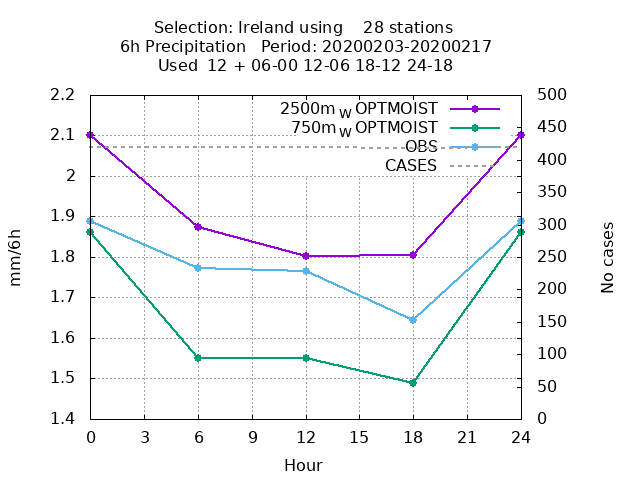 Selection: Ireland using    28 stations
6h Precipitation   Period: 20200203-20200217
Used  12 + 06-00 12-06 18-12 24-18
2500m W OPTMOIST
750m W OPTMOIST
OBS
CASES
2.2
2.1
2
1.9
1.8
1.7
1.6
1.5
1.4
mm/6h
500
450
400
350
300
250
200
150
100
50
0
No cases
0 3 6 9 12 15 18 21 24
Hour